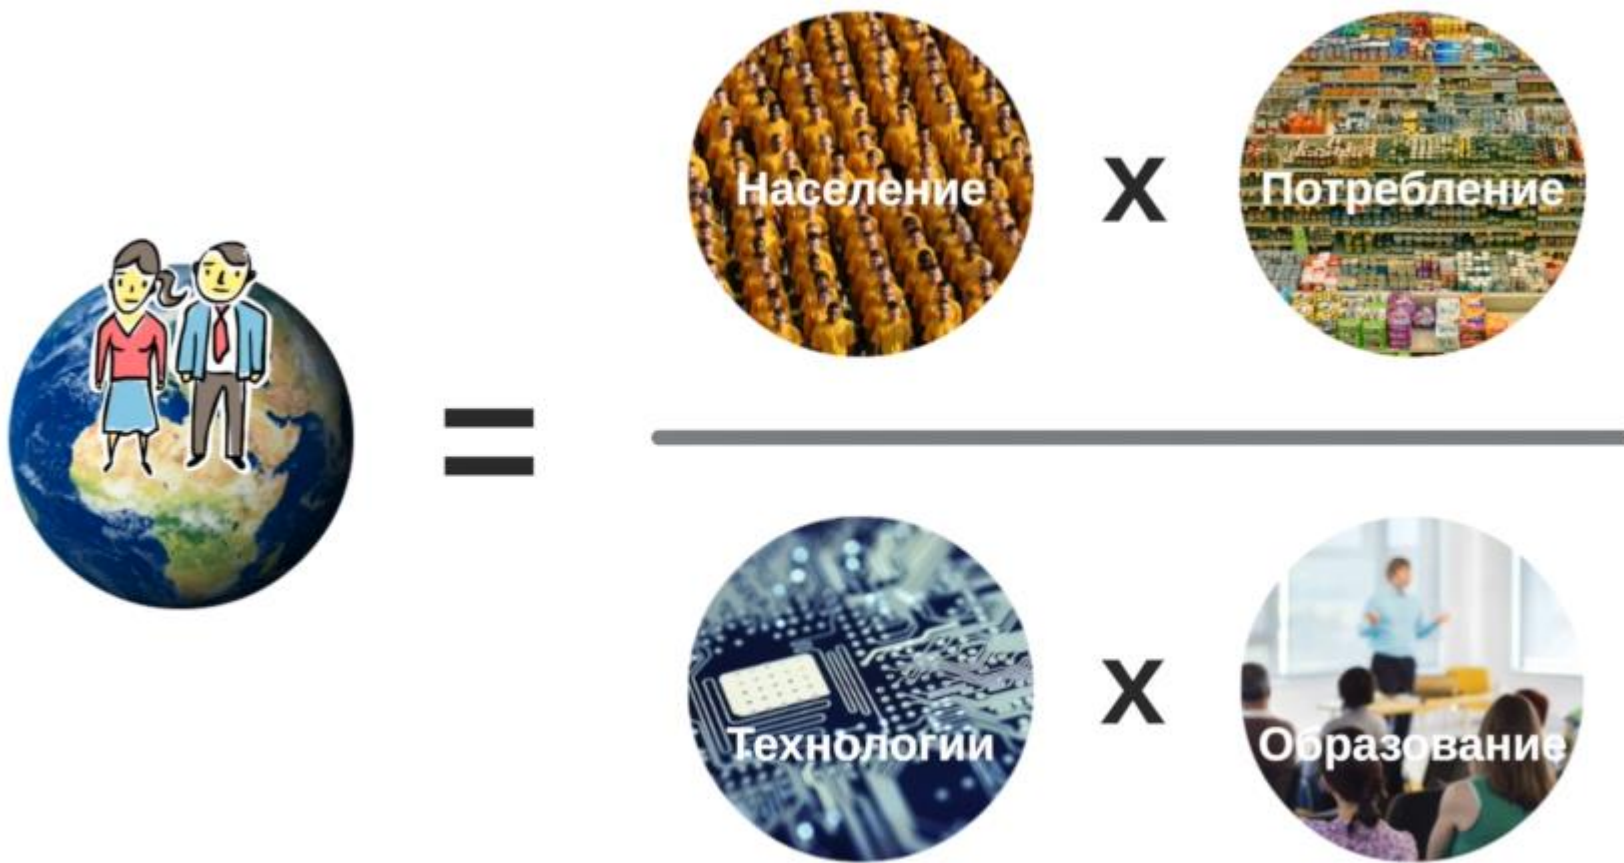 Население X Потребление
=
Технологии X Образование